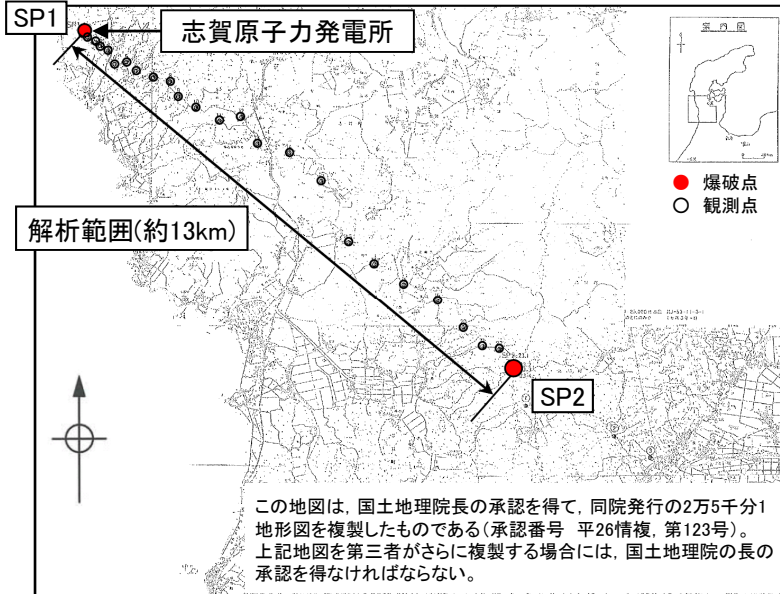 SP1
志賀原子力発電所
案内図
爆破点
観測点
解析範囲(約13km)
SP2
この地図は，国土地理院長の承認を得て，同院発行の2万5千分1
地形図を複製したものである(承認番号　平26情複，第123号)。
上記地図を第三者がさらに複製する場合には，国土地理院の長の
承認を得なければならない。